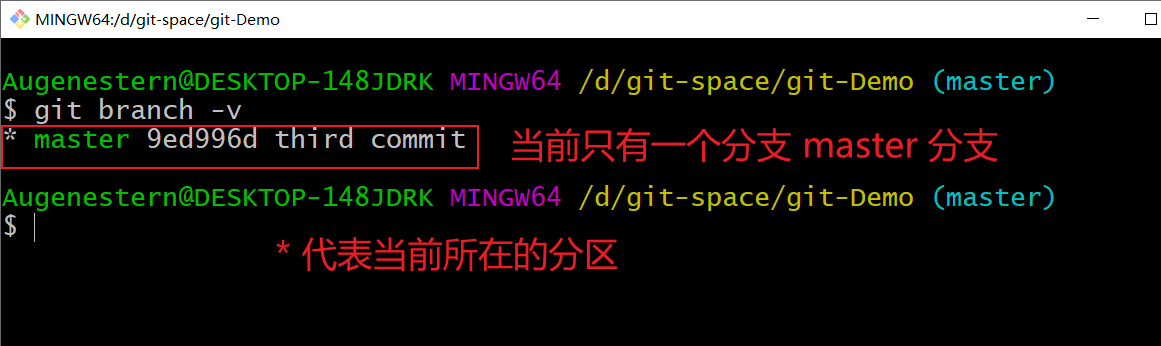 MINGW64:/d/git-space/git-Demo
Augenestern@DESKTOP-148JDRK MINGW64 /d/git-space/git-Demo (master)
$ git branch -v
* master 9ed996d third commit 当前只有一个分支 master 分支
Augenestern@DESKTOP-148JDRK MINGW64 /d/git-space/git-Demo (master)
$
* 代表当前所在的分区